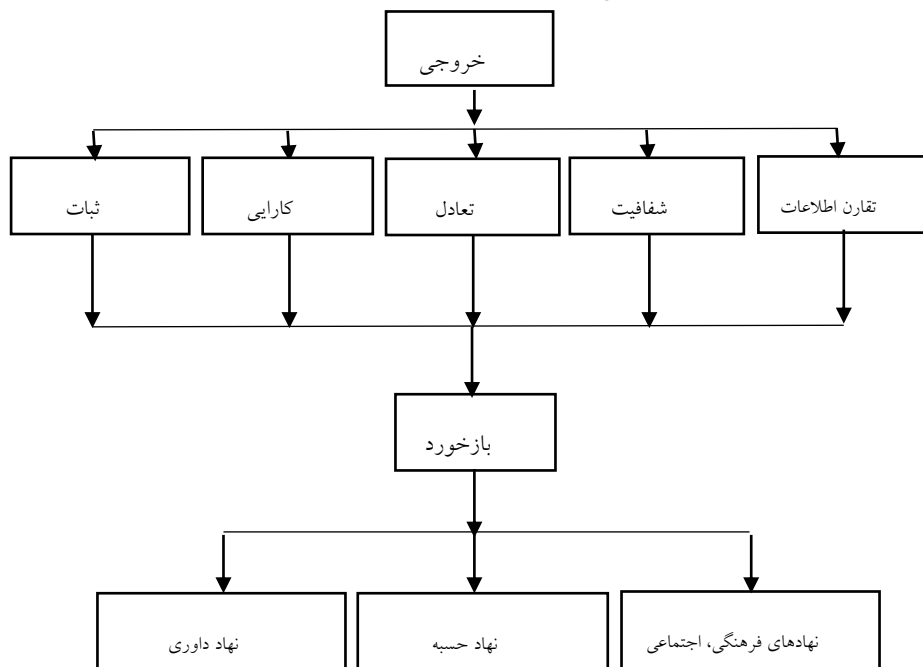 خروجی
تقارن اطلاعات
شفافیت
تعادل
کارایی
ثبات
بازخورد
نهادهای فرهنگی، اجتماعی
نهاد حسبه
نهاد داوری